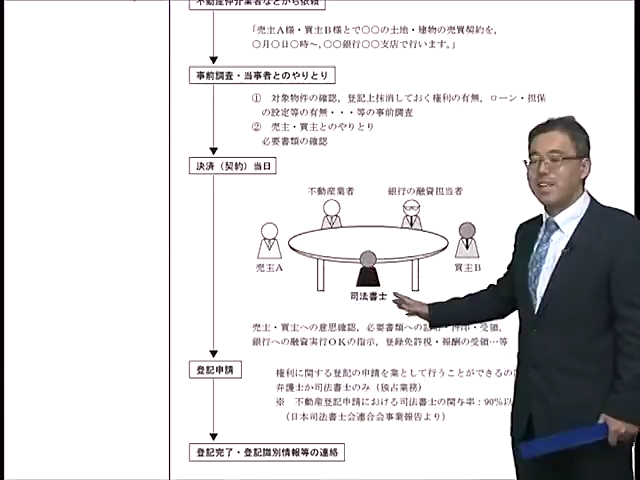 不動産仲介業者などから依頼
「売主A様・買主B様とで〇〇の土地・建物の売買契約を,
〇月〇日〇時〜,〇〇銀行〇〇支店で行います。」
事前調査・当事者とのやりとり
① 対象物件の確認,登記上抹消しておく権利の有無,ローン・担保
の設定等の有無・・・等の事前調査
② 売主・買主とのやりとり
必要書類の確認
決済(契約)当日
不動産業者 銀行の融資担当者
売主A 買主B
司法書士
売主・買主への意思確認,必要書類への・受領,
銀行への融資実行OKの指示,登録免許税・報酬の受領…等
登記申請
権利に関する登記の申請を業として行うことができるの
弁護士か司法書士のみ(独占業務)
※ 不動産登記申請における司法書士の関与率:90%以
(日本司法書士会連合会事業報告より)
登記完了・登記識別情報等の連絡